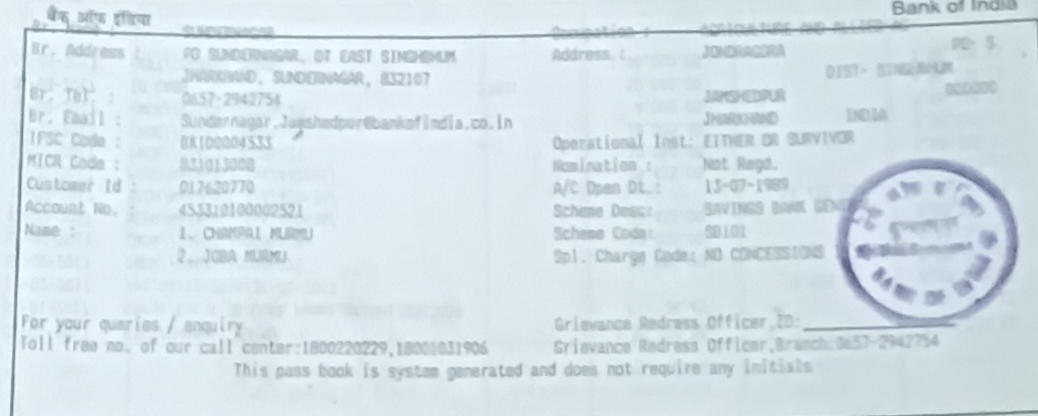 बैंक ऑफ इंडिया Bank of India
SUNDERNAGAR AGRICULTURE AND ALLIED AC
Br. Address : PO SUNDERNAGAR, DT EAST SINGHBHUM Address : JONDRAGORA PO- S
JHARKHAND, SUNDERNAGAR, 832107 DIST- SINGHBHUM
Br. Tel. : 0657-2942754 JAMSHEDPUR 000000
Br. Email : Sundernagar.Jamshedpur@bankofindia.co.in JHARKHAND INDIA
IFSC Code : BKID0004533 Operational Inst: EITHER OR SURVIVOR
MICR Code : 831013008 Nomination : Not Regd.
Customer Id : 017620770 A/C Open Dt.: 13-07-1989
Account No. : 453310100002521 Scheme Desc: SAVINGS BANK GENE
Name : 1. CHAMPAI MURMU Scheme Code: SB101
2. JOBA MURMU Spl. Charge Code: NO CONCESSIONS
For your queries / enquiry Grievance Redress Officer,ZO:
Toll free no. of our call center:1800220229,18001031906 Grievance Redress Officer,Branch:0657-2942754
This pass book is system generated and does not require any initials
BANK OF INDIA